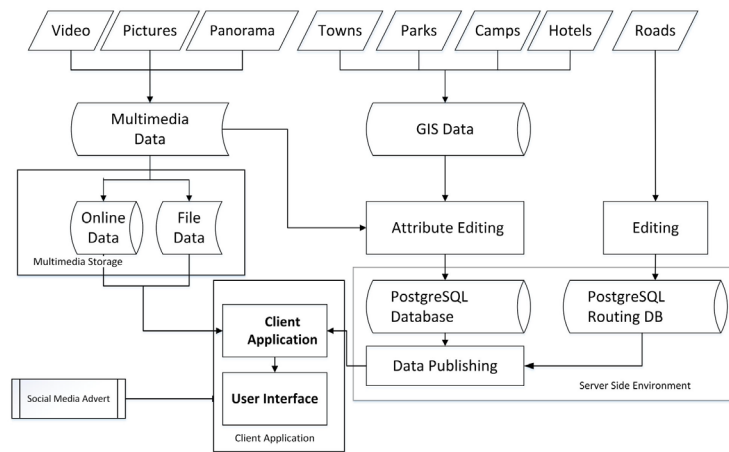 Video
Pictures
Panorama
Towns
Parks
Camps
Hotels
Roads
Multimedia
Data
GIS Data
Online
Data
File
Data
Multimedia Storage
Attribute Editing
Editing
PostgreSQL
Database
PostgreSQL
Routing DB
Client
Application
Data Publishing
Server Side Environment
Social Media Advert
User Interface
Client Application